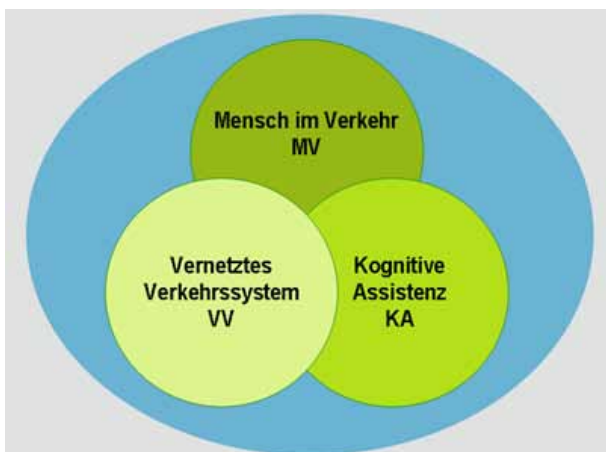 Mensch im Verkehr
MV
Vernetztes
Verkehrssystem
VV
Kognitive
Assistenz
KA